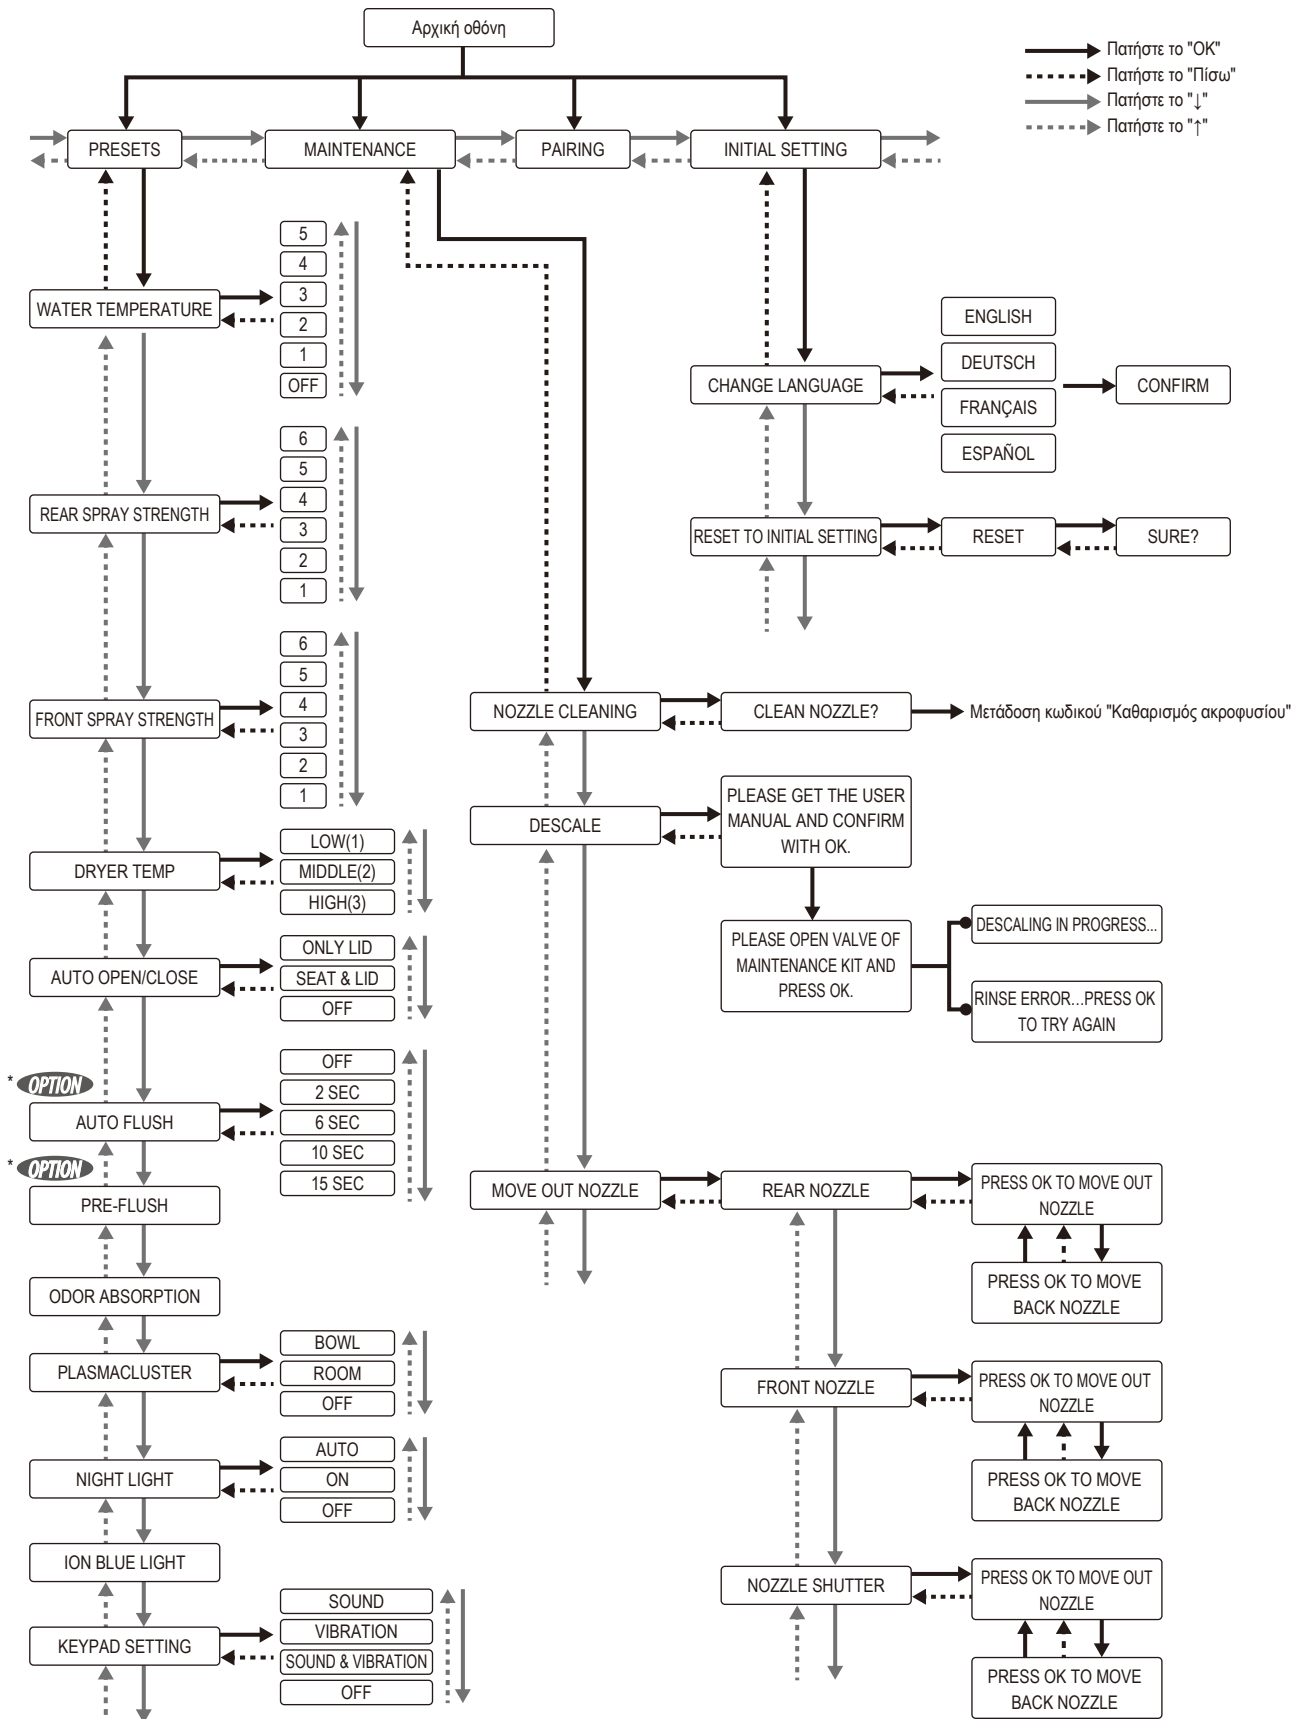 Αρχική οθόνη
Πατήστε το "OK"
Πατήστε το "Πίσω"
Πατήστε το "↓"
Πατήστε το "↑"
PRESETS
MAINTENANCE
PAIRING
INITIAL SETTING
WATER TEMPERATURE
5
4
3
2
1
OFF
REAR SPRAY STRENGTH
6
5
4
3
2
1
FRONT SPRAY STRENGTH
6
5
4
3
2
1
DRYER TEMP
LOW(1)
MIDDLE(2)
HIGH(3)
AUTO OPEN/CLOSE
ONLY LID
SEAT & LID
OFF
* OPTION
AUTO FLUSH
OFF
2 SEC
6 SEC
10 SEC
15 SEC
* OPTION
PRE-FLUSH
ODOR ABSORPTION
PLASMACLUSTER
BOWL
ROOM
OFF
NIGHT LIGHT
AUTO
ON
OFF
ION BLUE LIGHT
KEYPAD SETTING
SOUND
VIBRATION
SOUND & VIBRATION
OFF
NOZZLE CLEANING
CLEAN NOZZLE?
Μετάδοση κωδικού "Καθαρισμός ακροφυσίου"
DESCALE
PLEASE GET THE USER
MANUAL AND CONFIRM
WITH OK.
PLEASE OPEN VALVE OF
MAINTENANCE KIT AND
PRESS OK.
DESCALING IN PROGRESS...
RINSE ERROR...PRESS OK
TO TRY AGAIN
MOVE OUT NOZZLE
REAR NOZZLE
PRESS OK TO MOVE OUT
NOZZLE
PRESS OK TO MOVE
BACK NOZZLE
FRONT NOZZLE
PRESS OK TO MOVE OUT
NOZZLE
PRESS OK TO MOVE
BACK NOZZLE
NOZZLE SHUTTER
PRESS OK TO MOVE OUT
NOZZLE
PRESS OK TO MOVE
BACK NOZZLE
CHANGE LANGUAGE
ENGLISH
DEUTSCH
FRANÇAIS
ESPAÑOL
CONFIRM
RESET TO INITIAL SETTING
RESET
SURE?